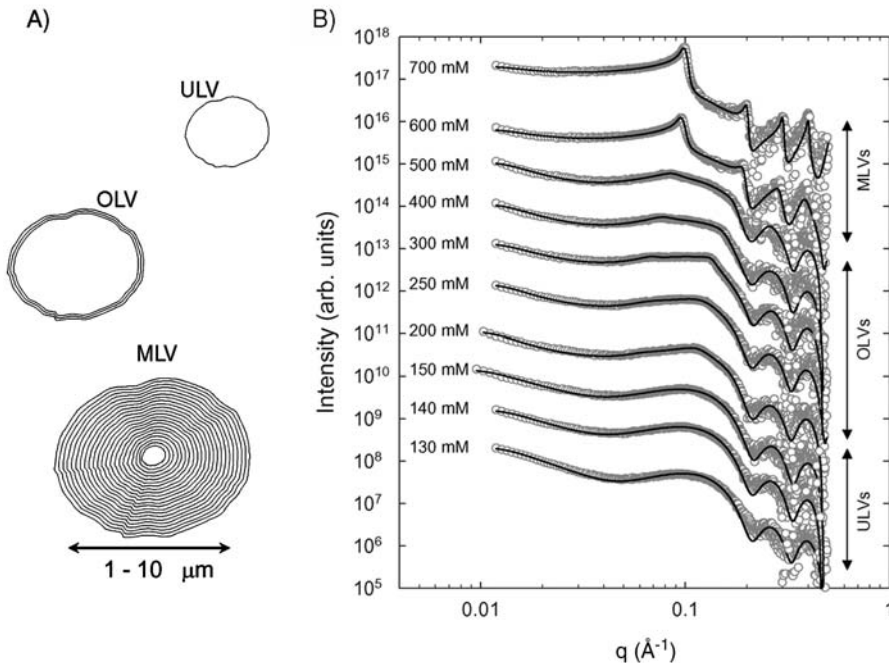 A)
ULV
OLV
MLV
1 - 10 μm
B)
Intensity (arb. units)
10^18
10^17
10^16
10^15
10^14
10^13
10^12
10^11
10^10
10^9
10^8
10^7
10^6
10^5
700 mM
600 mM
500 mM
400 mM
300 mM
250 mM
200 mM
150 mM
140 mM
130 mM
MLVs
OLVs
ULVs
0.01
0.1
1
q (Å^-1)